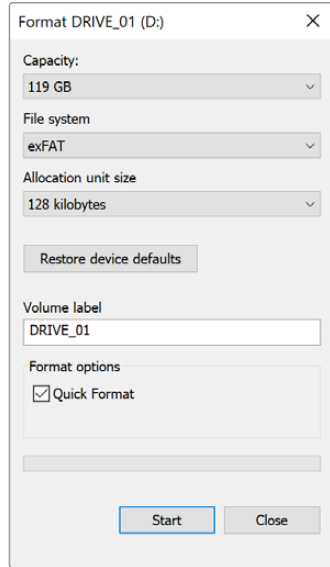 Format DRIVE_01 (D:)
Capacity:
119 GB
File system
exFAT
Allocation unit size
128 kilobytes
Restore device defaults
Volume label
DRIVE_01
Format options
Quick Format
Start Close